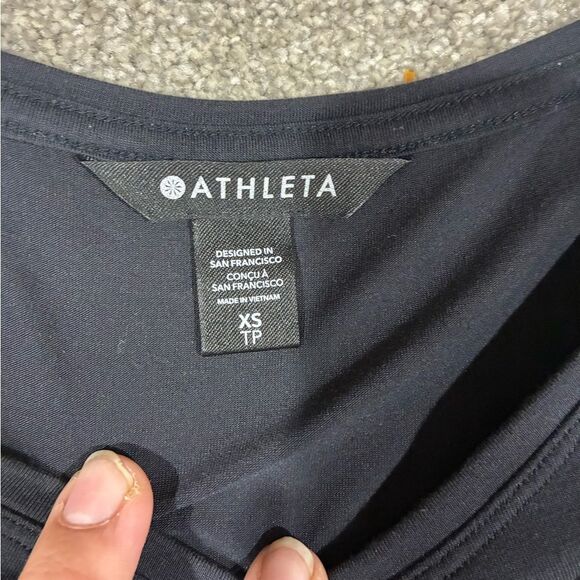 ATHLETA
DESIGNED IN
SAN FRANCISCO
CONÇU À
SAN FRANCISCO
MADE IN VIETNAM
XS
TP